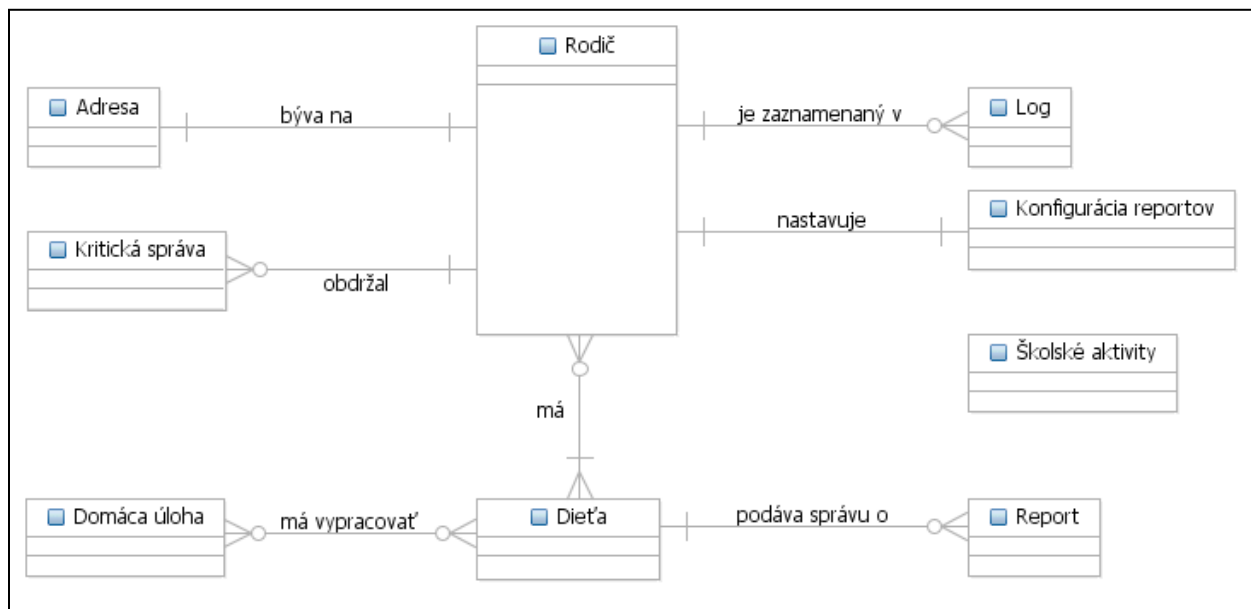 Rodič
Adresa
býva na
je zaznamenaný v
Log
Kritická správa
obdržal
nastavuje
Konfigurácia reportov
Školské aktivity
má
Domáca úloha
má vypracovať
Dieťa
podáva správu o
Report